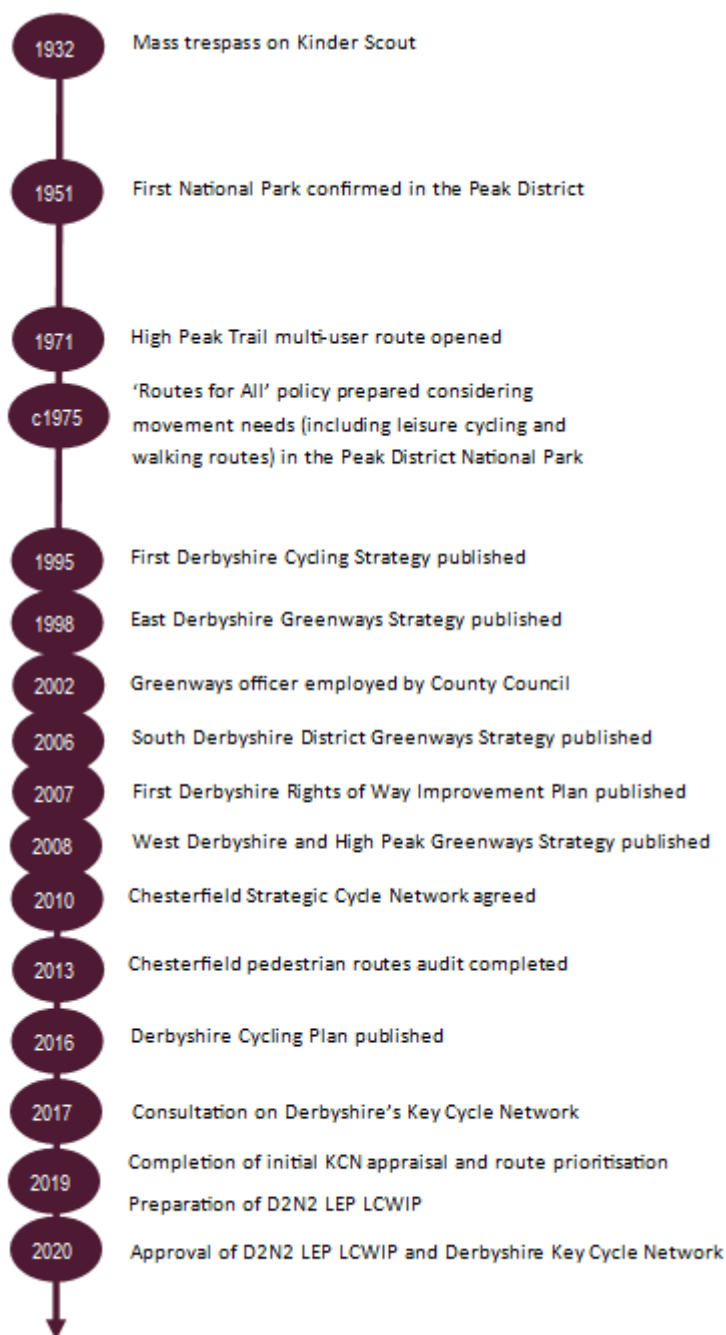 1932
Mass trespass on Kinder Scout
1951
First National Park confirmed in the Peak District
1971
High Peak Trail multi-user route opened
c1975
‘Routes for All’ policy prepared considering
movement needs (including leisure cycling and
walking routes) in the Peak District National Park
1995
First Derbyshire Cycling Strategy published
1998
East Derbyshire Greenways Strategy published
2002
Greenways officer employed by County Council
2006
South Derbyshire District Greenways Strategy published
2007
First Derbyshire Rights of Way Improvement Plan published
2008
West Derbyshire and High Peak Greenways Strategy published
2010
Chesterfield Strategic Cycle Network agreed
2013
Chesterfield pedestrian routes audit completed
2016
Derbyshire Cycling Plan published
2017
Consultation on Derbyshire’s Key Cycle Network
2019
Completion of initial KCN appraisal and route prioritisation
Preparation of D2N2 LEP LCWIP
2020
Approval of D2N2 LEP LCWIP and Derbyshire Key Cycle Network